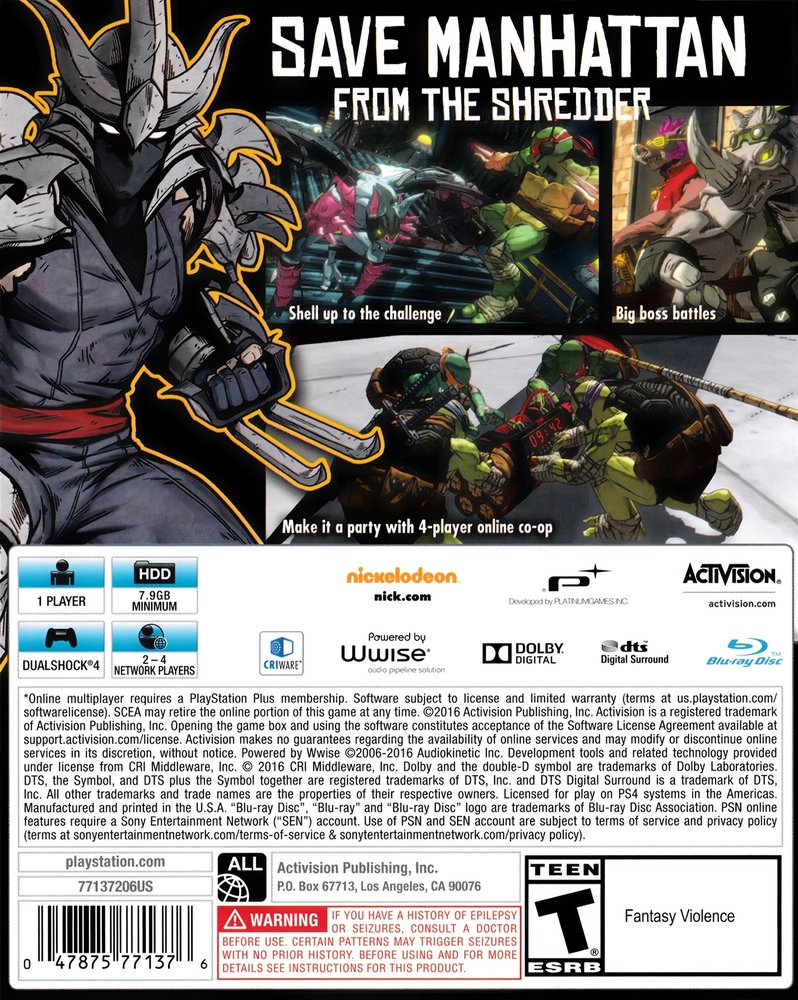 SAVE MANHATTAN
FROM THE SHREDDER
Shell up to the challenge
Big boss battles
09:42
Make it a party with 4-player online co-op
1 PLAYER
HDD
7.9GB
MINIMUM
nickelodeon
nick.com
P
Developed by PLATINUMGAMES INC.
ACTIVISION®
activision.com
DUALSHOCK®4
2 – 4
NETWORK PLAYERS
CRIWARE™
Powered by
Wwise®
audio pipeline solution
DOLBY
DIGITAL
dts
Digital Surround
Blu-ray Disc™
*Online multiplayer requires a PlayStation Plus membership. Software subject to license and limited warranty (terms at us.playstation.com/
softwarelicense). SCEA may retire the online portion of this game at any time. ©2016 Activision Publishing, Inc. Activision is a registered trademark
of Activision Publishing, Inc. Opening the game box and using the software constitutes acceptance of the Software License Agreement available at
support.activision.com/license. Activision makes no guarantees regarding the availability of online services and may modify or discontinue online
services in its discretion, without notice. Powered by Wwise ©2006-2016 Audiokinetic Inc. Development tools and related technology provided
under license from CRI Middleware, Inc. © 2016 CRI Middleware, Inc. Dolby and the double-D symbol are trademarks of Dolby Laboratories.
DTS, the Symbol, and DTS plus the Symbol together are registered trademarks of DTS, Inc. and DTS Digital Surround is a trademark of DTS,
Inc. All other trademarks and trade names are the properties of their respective owners. Licensed for play on PS4 systems in the Americas.
Manufactured and printed in the U.S.A. “Blu-ray Disc”, “Blu-ray” and “Blu-ray Disc” logo are trademarks of Blu-ray Disc Association. PSN online
features require a Sony Entertainment Network (“SEN”) account. Use of PSN and SEN account are subject to terms of service and privacy policy
(terms at sonyentertainmentnetwork.com/terms-of-service & sonyentertainmentnetwork.com/privacy policy).
playstation.com
77137206US
ALL
Activision Publishing, Inc.
P.O. Box 67713, Los Angeles, CA 90076
WARNING IF YOU HAVE A HISTORY OF EPILEPSY
OR SEIZURES, CONSULT A DOCTOR
BEFORE USE. CERTAIN PATTERNS MAY TRIGGER SEIZURES
WITH NO PRIOR HISTORY. BEFORE USING AND FOR MORE
DETAILS SEE INSTRUCTIONS FOR THIS PRODUCT.
0 47875 77137 6
TEEN
T®
ESRB
Fantasy Violence